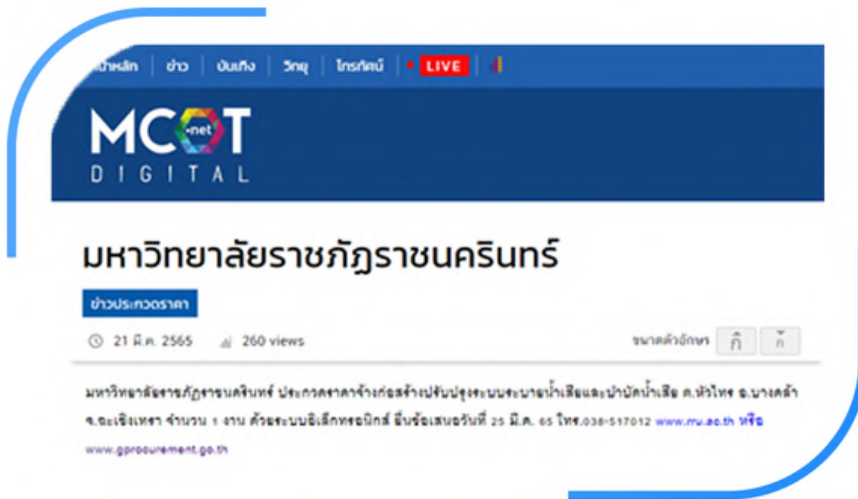 หน้าหลัก ข่าว บันเทิง วิทยุ โทรทัศน์ LIVE
MCOT
.net
DIGITAL
มหาวิทยาลัยราชภัฏราชนครินทร์
ข่าวประกวดราคา
21 มี.ค. 2565 260 views ขนาดตัวอักษร ก ก
มหาวิทยาลัยราชภัฏราชนครินทร์ ประกวดราคาจ้างก่อสร้างปรับปรุงระบบระบายน้ำเสียและบำบัดน้ำเสีย ต.หัวไทร อ.บางคล้า
จ.ฉะเชิงเทรา จำนวน 1 งาน ด้วยระบบอิเล็กทรอนิกส์ ยื่นข้อเสนอวันที่ 25 มี.ค. 65 โทร.038-517012 www.rru.ac.th หรือ
www.gprocurement.go.th